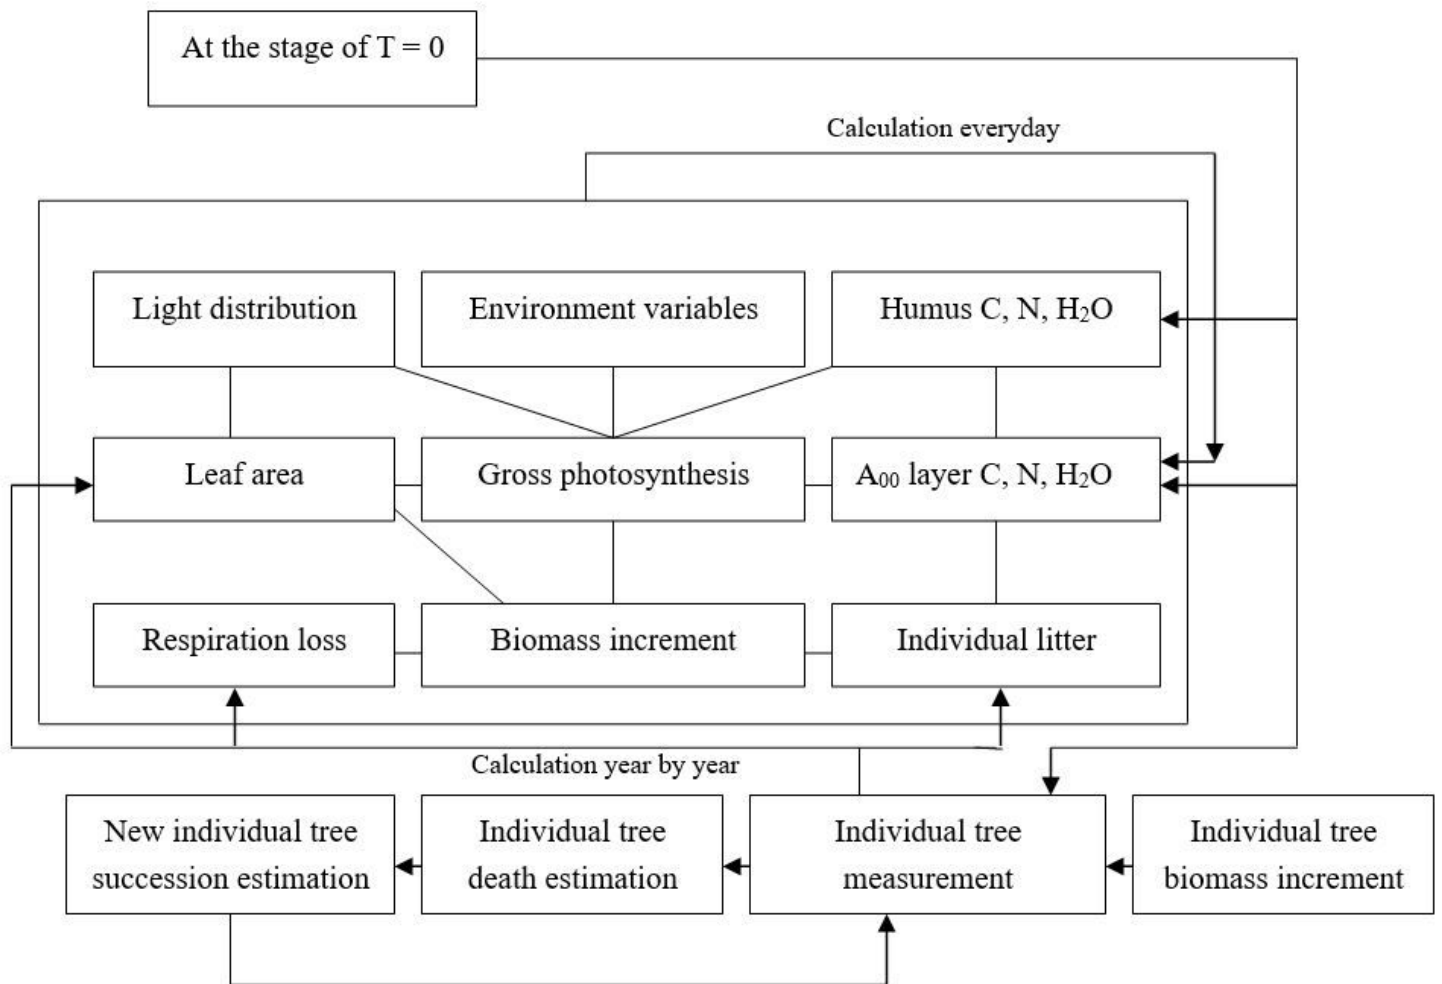 At the stage of T = 0
Calculation everyday
Light distribution
Environment variables
Humus C, N, H₂O
Leaf area
Gross photosynthesis
A₀₀ layer C, N, H₂O
Respiration loss
Biomass increment
Individual litter
Calculation year by year
New individual tree
succession estimation
Individual tree
death estimation
Individual tree
measurement
Individual tree
biomass increment